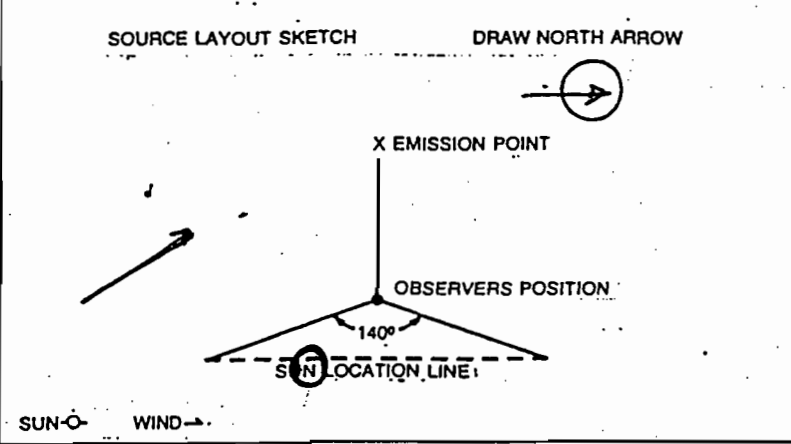 SOURCE LAYOUT SKETCH DRAW NORTH ARROW
X EMISSION POINT
OBSERVERS POSITION
140°
SUN LOCATION LINE
SUN WIND